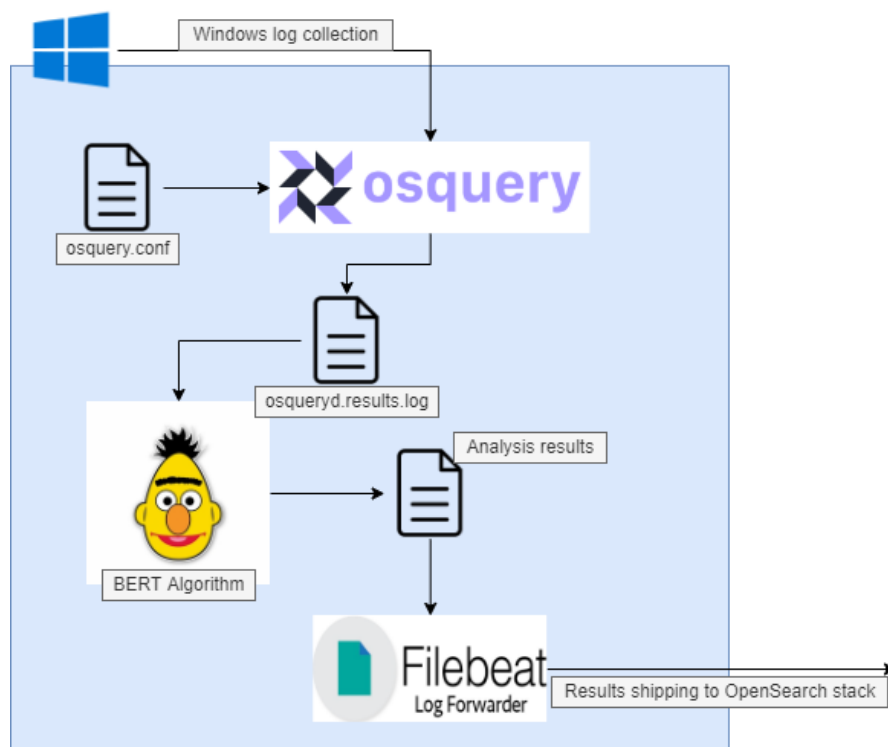 Windows log collection
osquery
osquery.conf
osqueryd.results.log
Analysis results
BERT Algorithm
Filebeat
Log Forwarder
Results shipping to OpenSearch stack